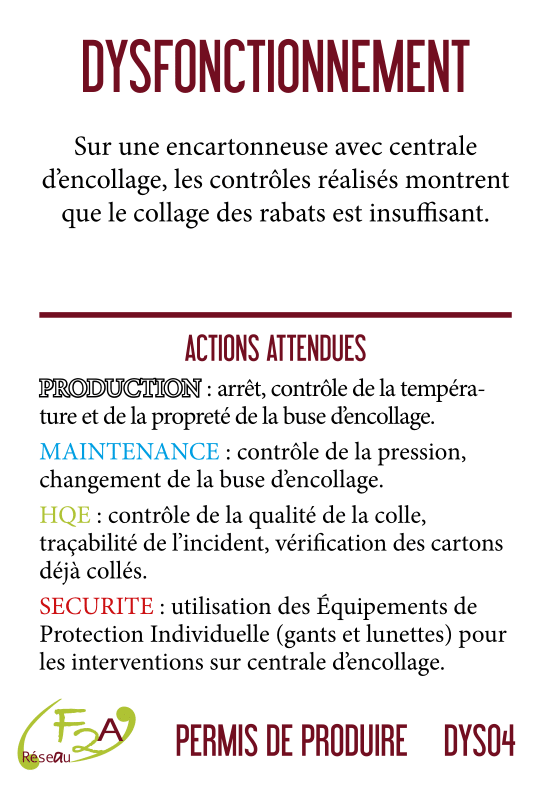 DYSFONCTIONNEMENT
Sur une encartonneuse avec centrale
d’encollage, les contrôles réalisés montrent
que le collage des rabats est insuffisant.
ACTIONS ATTENDUES
PRODUCTION : arrêt, contrôle de la tempéra-
ture et de la propreté de la buse d’encollage.
MAINTENANCE : contrôle de la pression,
changement de la buse d’encollage.
HQE : contrôle de la qualité de la colle,
traçabilité de l’incident, vérification des cartons
déjà collés.
SECURITE : utilisation des Équipements de
Protection Individuelle (gants et lunettes) pour
les interventions sur centrale d’encollage.
F2A
Réseau
PERMIS DE PRODUIRE DYS04